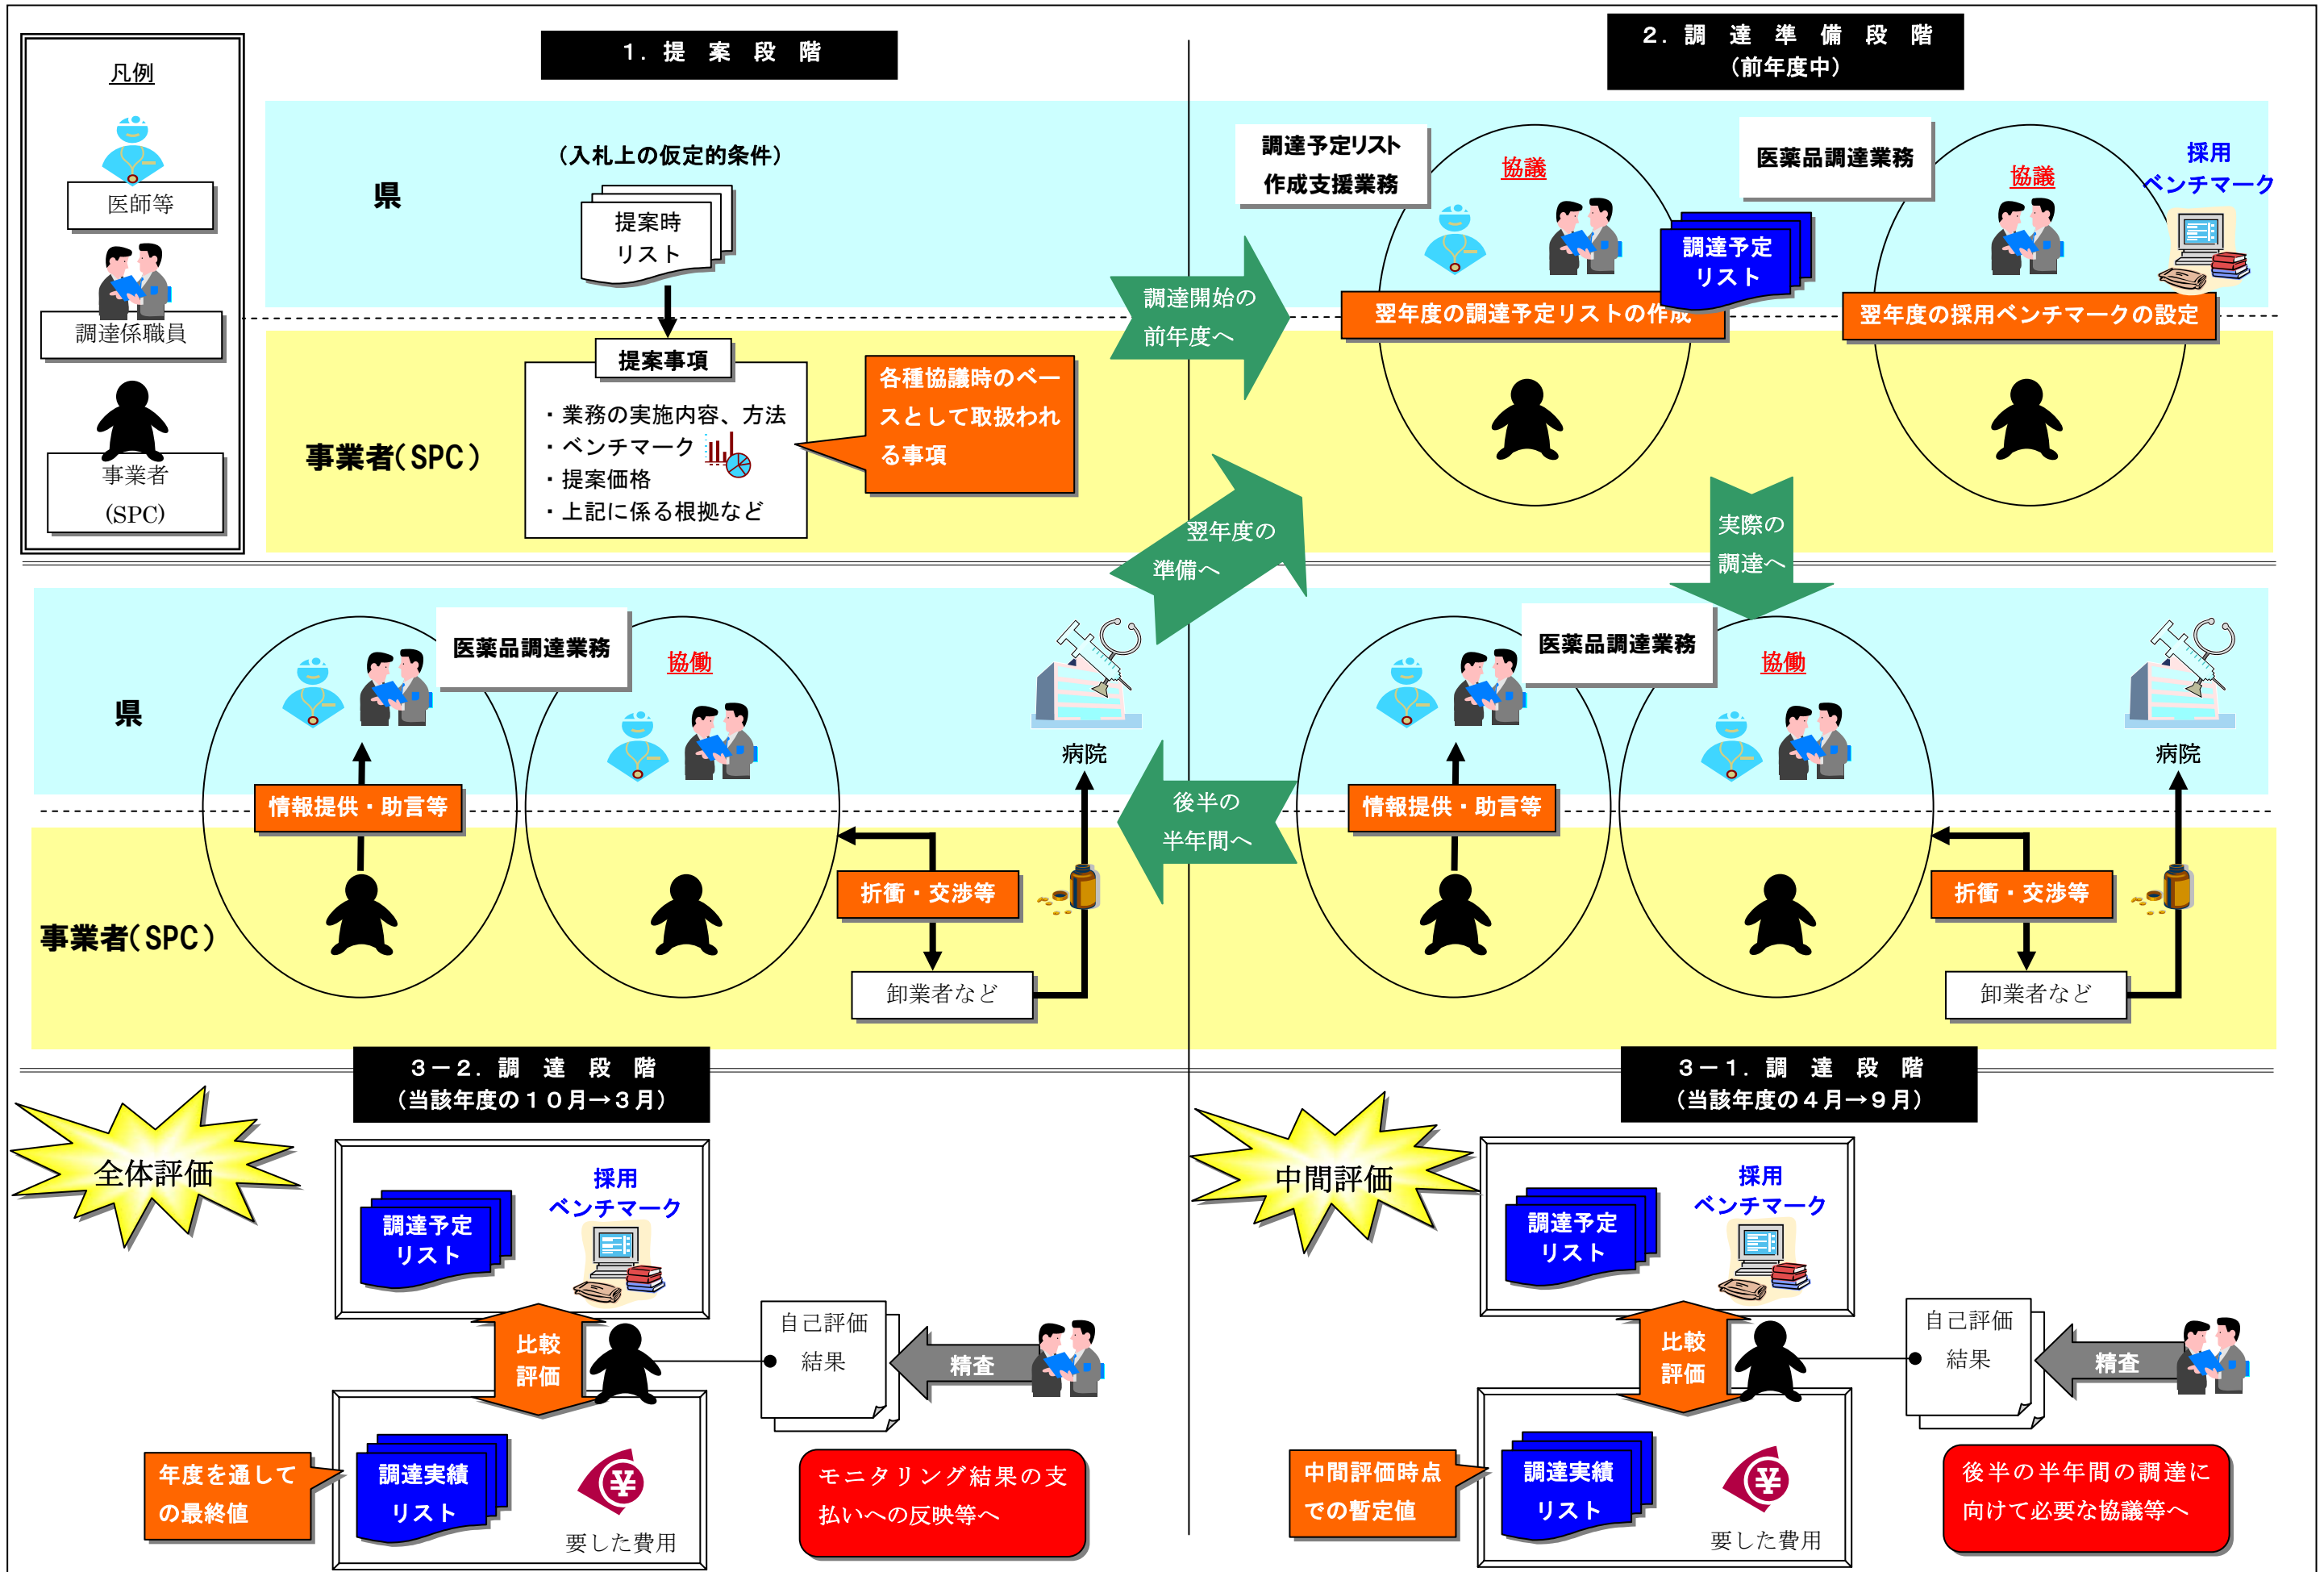 凡例
医師等
調達係職員
事業者
(SPC)
1．提 案 段 階
県
(入札上の仮定的条件)
提案時
リスト
事業者(SPC)
提案事項
・業務の実施内容、方法
・ベンチマーク
・提案価格
・上記に係る根拠など
各種協議時のベー
スとして取扱われ
る事項
調達開始の
前年度へ
2．調 達 準 備 段 階
(前年度中)
調達予定リスト
作成支援業務
協議
調達予定
リスト
翌年度の調達予定リストの作成
医薬品調達業務
協議
採用
ベンチマーク
翌年度の採用ベンチマークの設定
翌年度の
準備へ
実際の
調達へ
県
医薬品調達業務
協働
病院
情報提供・助言等
事業者(SPC)
折衝・交渉等
卸業者など
後半の
半年間へ
医薬品調達業務
協働
病院
情報提供・助言等
折衝・交渉等
卸業者など
3－2．調 達 段 階
(当該年度の10月→3月)
全体評価
調達予定
リスト
採用
ベンチマーク
比較
評価
自己評価
結果
精査
年度を通して
の最終値
調達実績
リスト
要した費用
モニタリング結果の支
払いへの反映等へ
3－1．調 達 段 階
(当該年度の4月→9月)
中間評価
調達予定
リスト
採用
ベンチマーク
比較
評価
自己評価
結果
精査
中間評価時点
での暫定値
調達実績
リスト
要した費用
後半の半年間の調達に
向けて必要な協議等へ